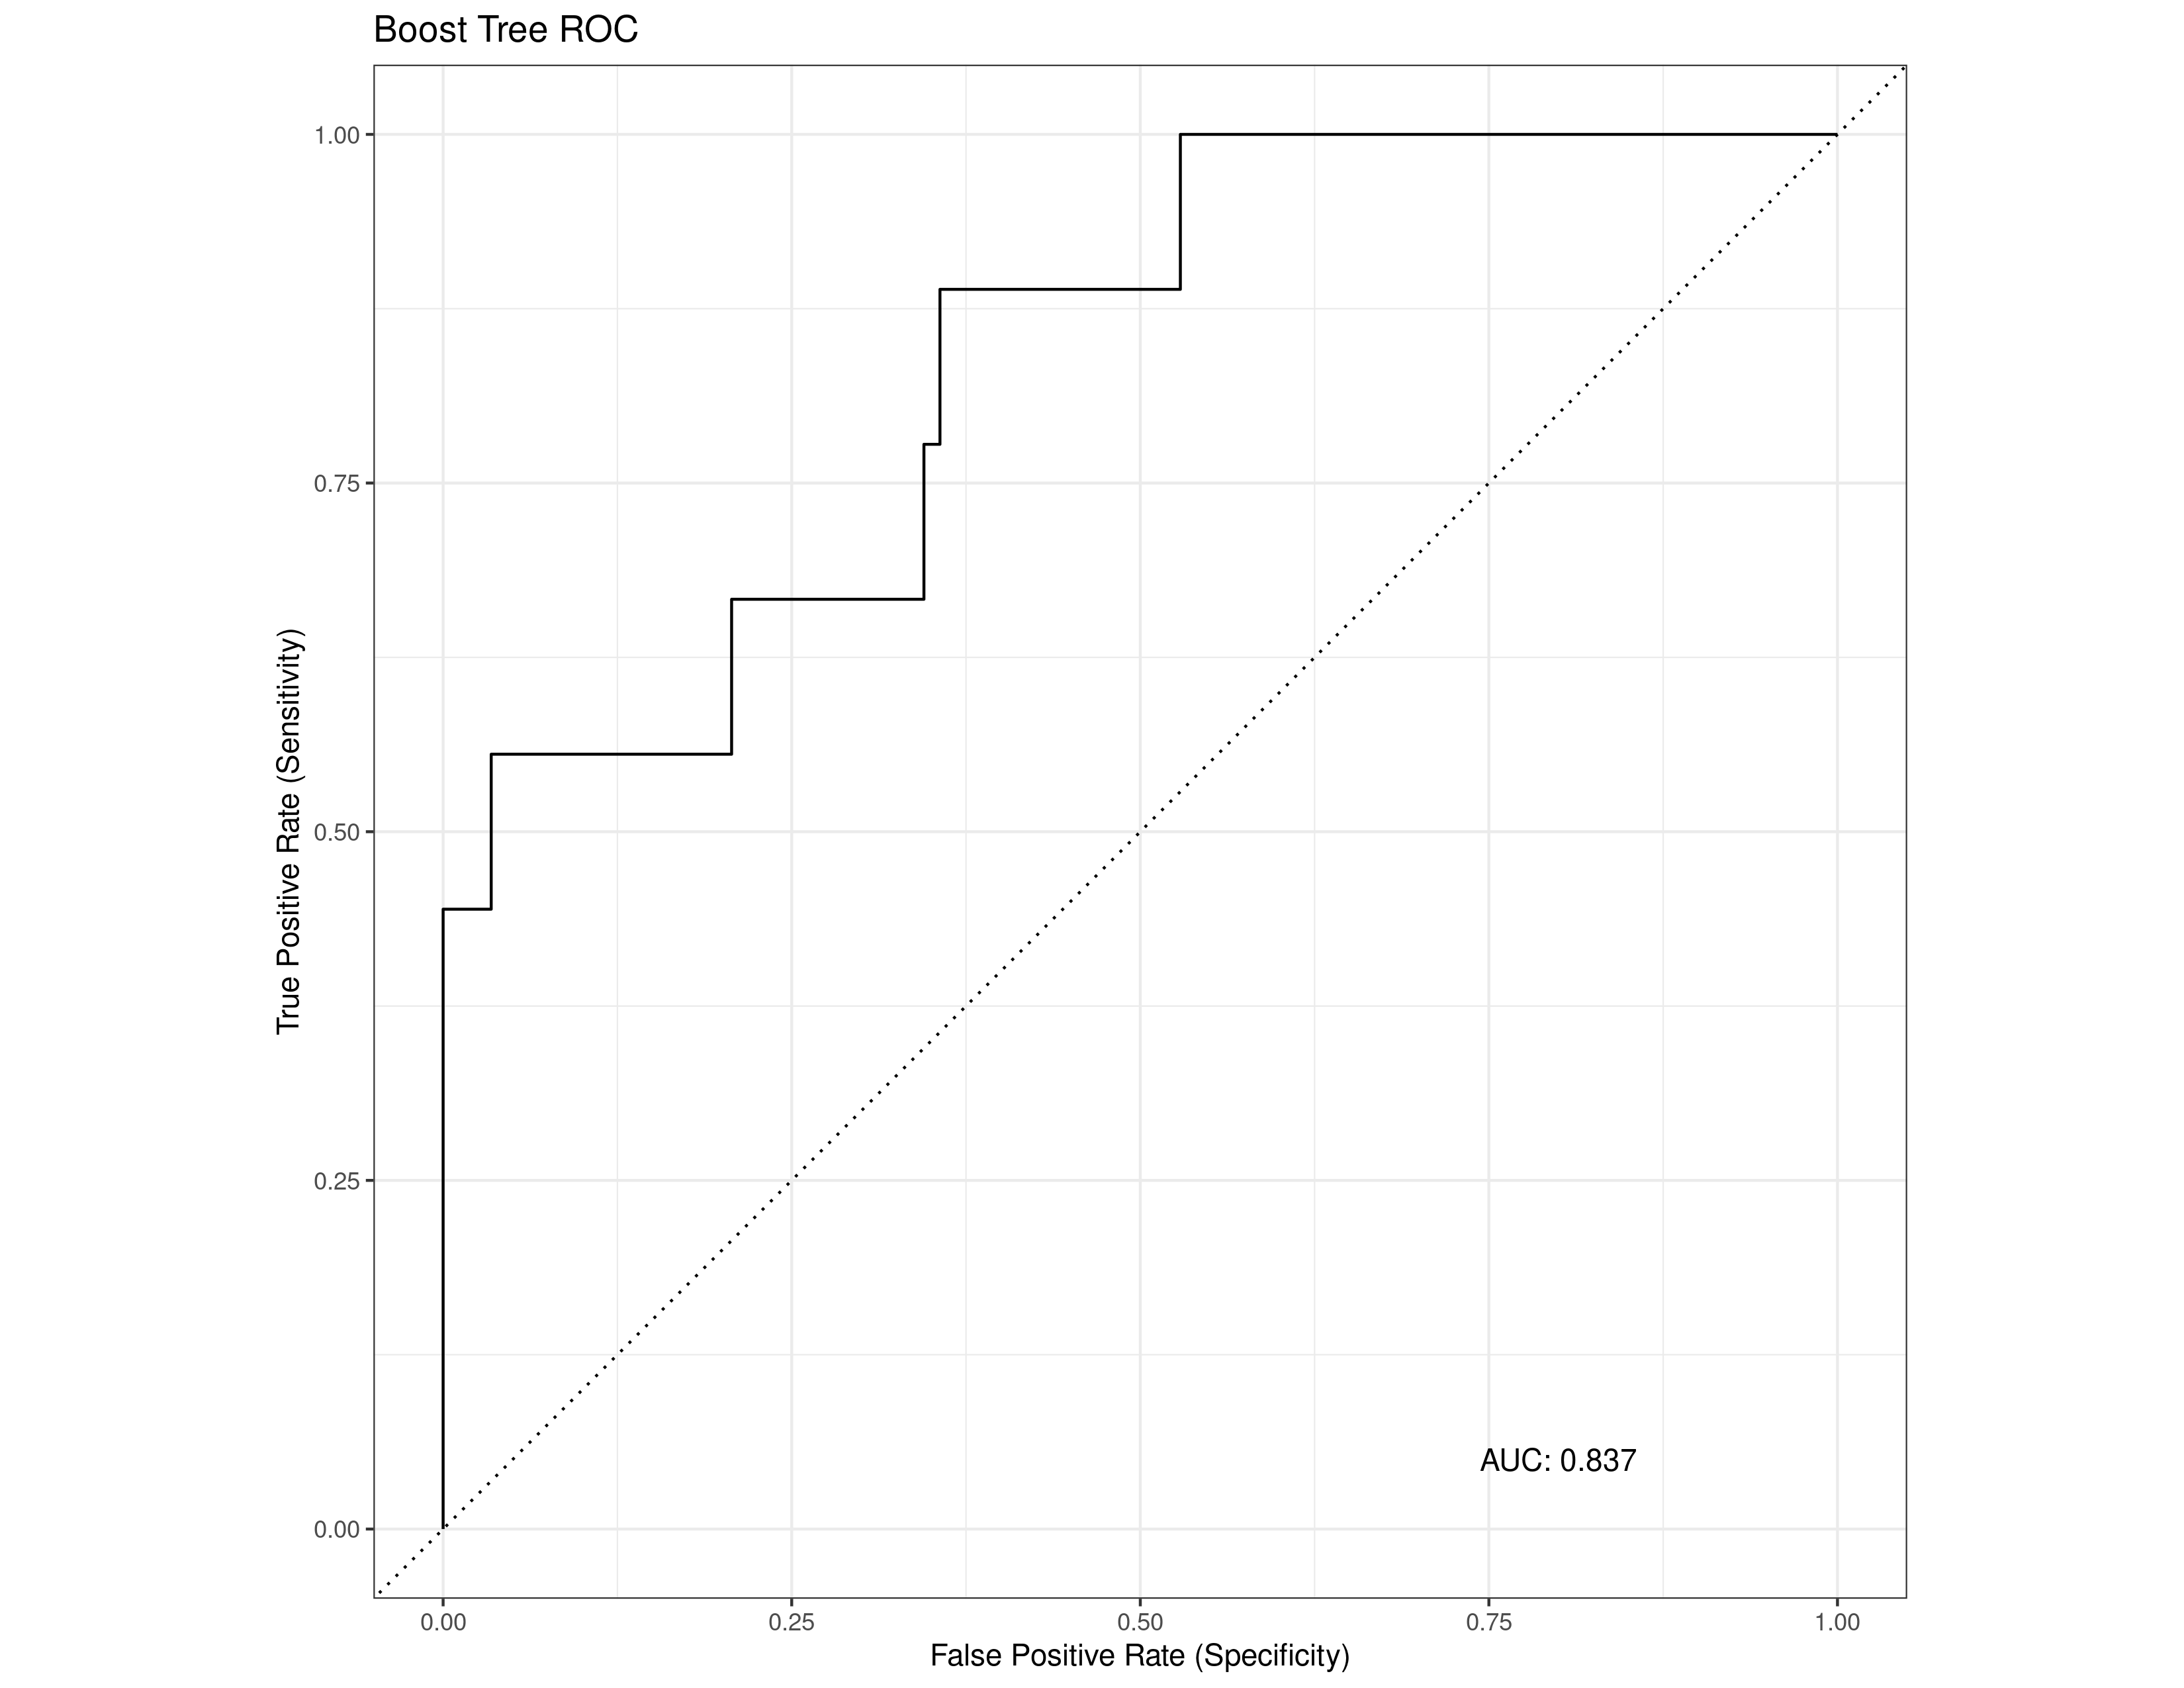 Boost Tree ROC
True Positive Rate (Sensitivity)
1.00
0.75
0.50
0.25
0.00
AUC: 0.837
0.00 0.25 0.50 0.75 1.00
False Positive Rate (Specificity)